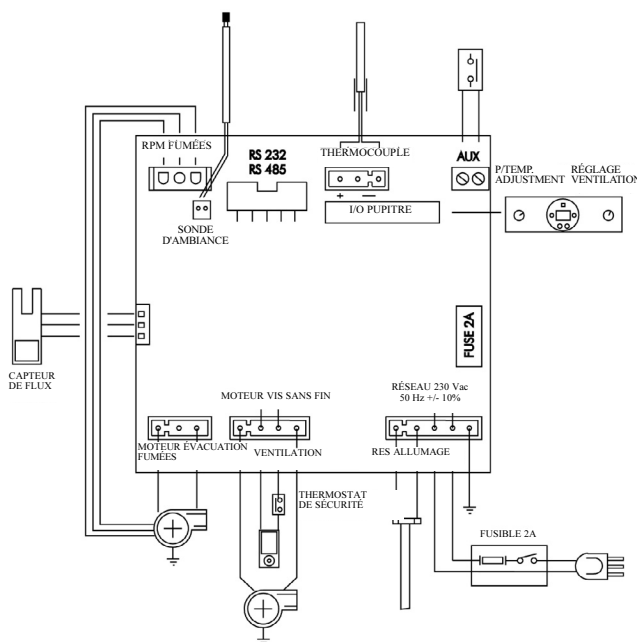 RPM FUMÉES
RS 232
RS 485
THERMOCOUPLE
AUX
P/TEMP.
ADJUSTMENT
RÉGLAGE
VENTILATION
SONDE
D'AMBIANCE
+ —
I/O PUPITRE
CAPTEUR
DE FLUX
FUSE 2A
MOTEUR VIS SANS FIN
RÉSEAU 230 Vac
50 Hz +/- 10%
MOTEUR ÉVACUATION
FUMÉES
VENTILATION
RES ALLUMAGE
THERMOSTAT
DE SÉCURITÉ
FUSIBLE 2A